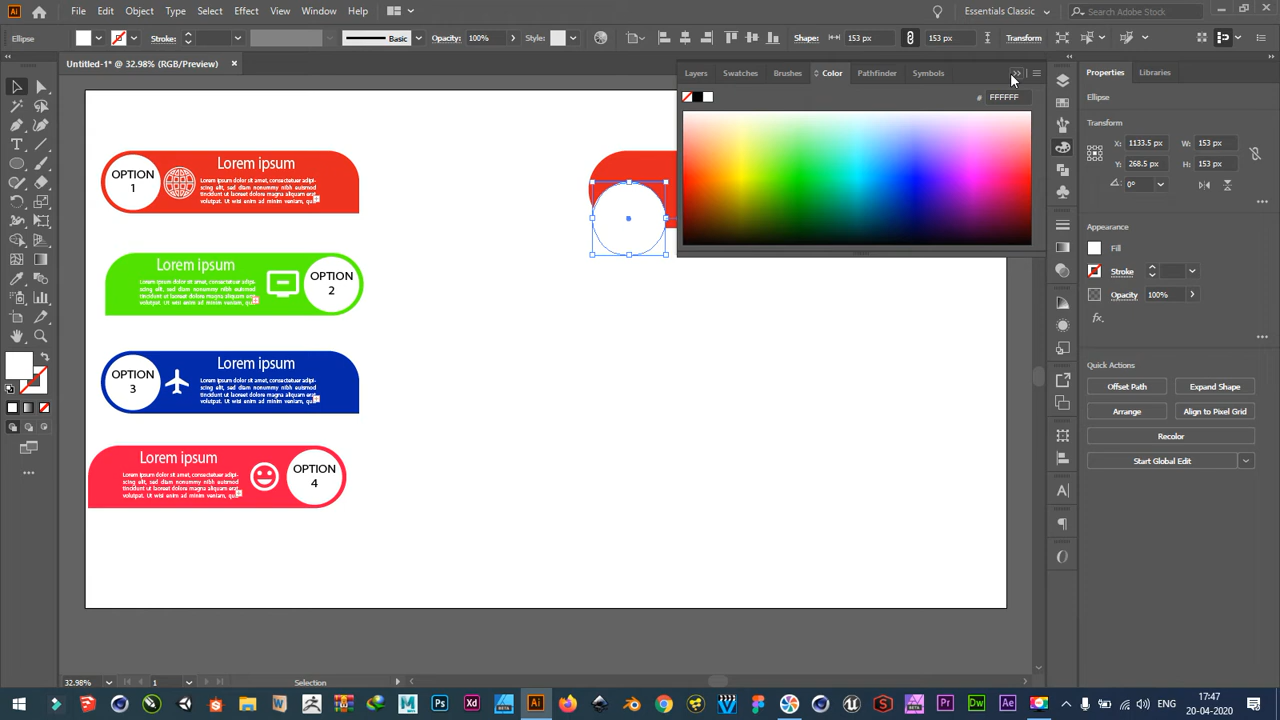 File Edit Object Type Select Effect View Window Help
Essentials Basic
Search Adobe Stock
Ellipse
Stroke:
Basic
Opacity: 100%
Style:
Shape:
153 px
153 px
Transform
Untitled-1* @ 32.98% (RGB/Preview)
Layers Swatches Brushes Color Pathfinder Symbols
# FFFFFF
Properties Libraries
Ellipse
Transform
X: 1113.5 px W: 153 px
Y: 268.5 px H: 153 px
0°
Appearance
Fill
Stroke
Opacity 100%
fx.
Quick Actions
Offset Path Expand Shape
Arrange Align to Pixel Grid
Recolor
Start Global Edit
OPTION
1
Lorem ipsum
Lorem ipsum dolor sit amet, consectetuer adipi-
scing elit, sed diam nonummy nibh euismod
tincidunt ut laoreet dolore magna aliquam erat
volutpat. Ut wisi enim ad minim veniam, quis
Lorem ipsum
Lorem ipsum dolor sit amet, consectetuer adipi-
scing elit, sed diam nonummy nibh euismod
tincidunt ut laoreet dolore magna aliquam erat
volutpat. Ut wisi enim ad minim veniam, quis
OPTION
2
OPTION
3
Lorem ipsum
Lorem ipsum dolor sit amet, consectetuer adipi-
scing elit, sed diam nonummy nibh euismod
tincidunt ut laoreet dolore magna aliquam erat
volutpat. Ut wisi enim ad minim veniam, quis
Lorem ipsum
Lorem ipsum dolor sit amet, consectetuer adipi-
scing elit, sed diam nonummy nibh euismod
tincidunt ut laoreet dolore magna aliquam erat
volutpat. Ut wisi enim ad minim veniam, quis
OPTION
4
32.98%
1
Selection
17:47
20-04-2020